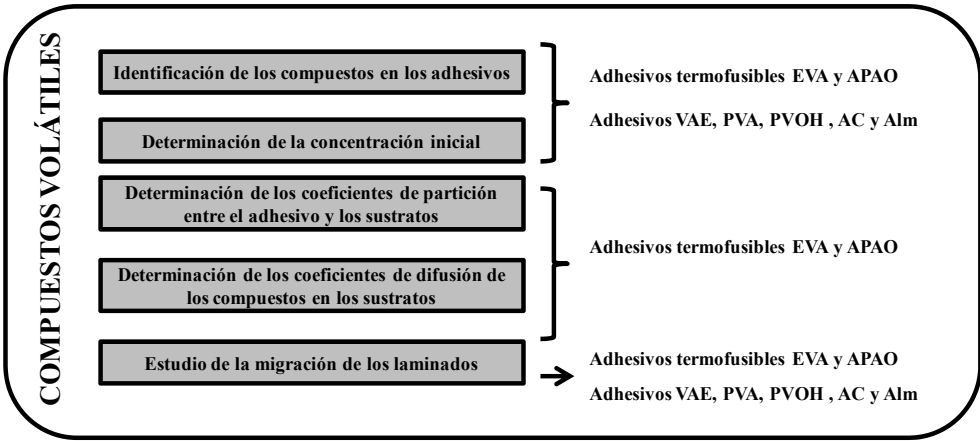 COMPUESTOS VOLÁTILES
Identificación de los compuestos en los adhesivos
Determinación de la concentración inicial
Adhesivos termofusibles EVA y APAO
Adhesivos VAE, PVA, PVOH , AC y Alm
Determinación de los coeficientes de partición
entre el adhesivo y los sustratos
Determinación de los coeficientes de difusión de
los compuestos en los sustratos
Adhesivos termofusibles EVA y APAO
Estudio de la migración de los laminados
Adhesivos termofusibles EVA y APAO
Adhesivos VAE, PVA, PVOH , AC y Alm